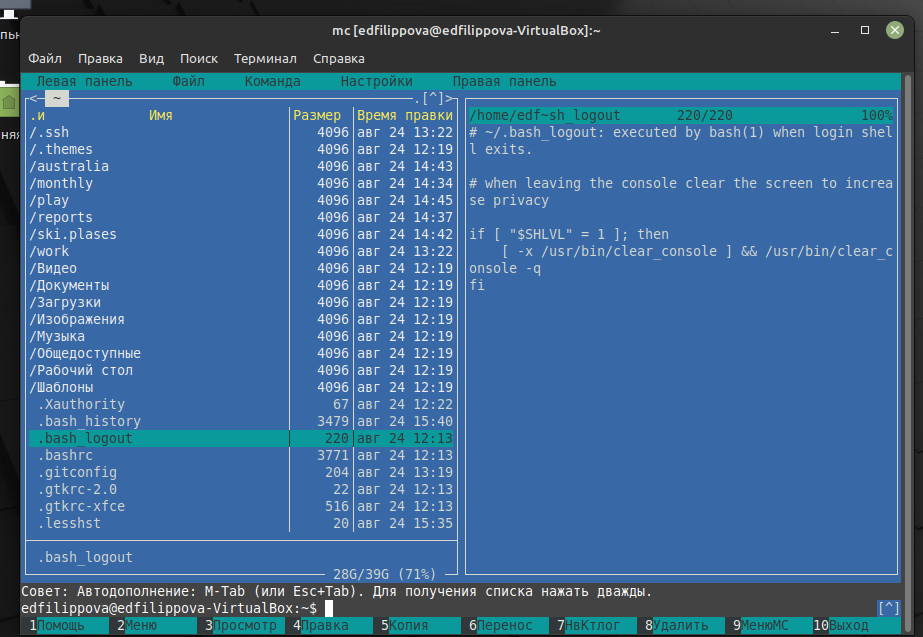 mc [edfilippova@edfilippova-VirtualBox]:~
Файл Правка Вид Поиск Терминал Справка
Левая панель Файл Команда Настройки Правая панель
<— ~ .[^]>
.и Имя Размер Время правки
/.ssh 4096 авг 24 13:22
/.themes 4096 авг 24 12:19
/australia 4096 авг 24 14:43
/monthly 4096 авг 24 14:34
/play 4096 авг 24 14:45
/reports 4096 авг 24 14:37
/ski.plases 4096 авг 24 14:42
/work 4096 авг 24 13:22
/Видео 4096 авг 24 12:19
/Документы 4096 авг 24 12:19
/Загрузки 4096 авг 24 12:19
/Изображения 4096 авг 24 12:19
/Музыка 4096 авг 24 12:19
/Общедоступные 4096 авг 24 12:19
/Рабочий стол 4096 авг 24 12:19
/Шаблоны 4096 авг 24 12:19
.Xauthority 67 авг 24 12:22
.bash_history 3479 авг 24 15:40
.bash_logout 220 авг 24 12:13
.bashrc 3771 авг 24 12:13
.gitconfig 204 авг 24 13:19
.gtkrc-2.0 22 авг 24 12:13
.gtkrc-xfce 516 авг 24 12:13
.lesshst 20 авг 24 15:35
.bash_logout
28G/39G (71%)
/home/edf~sh_logout 220/220 100%
# ~/.bash_logout: executed by bash(1) when login shel
l exits.
# when leaving the console clear the screen to increa
se privacy
if [ "$SHLVL" = 1 ]; then
[ -x /usr/bin/clear_console ] && /usr/bin/clear_c
onsole -q
fi
Совет: Автодополнение: M-Tab (или Esc+Tab). Для получения списка нажать дважды.
edfilippova@edfilippova-VirtualBox:~$ [^]
1Помощь 2Меню 3Просмотр 4Правка 5Копия 6Перенос 7НвКтлог 8Удалить 9МенюМС 10Выход